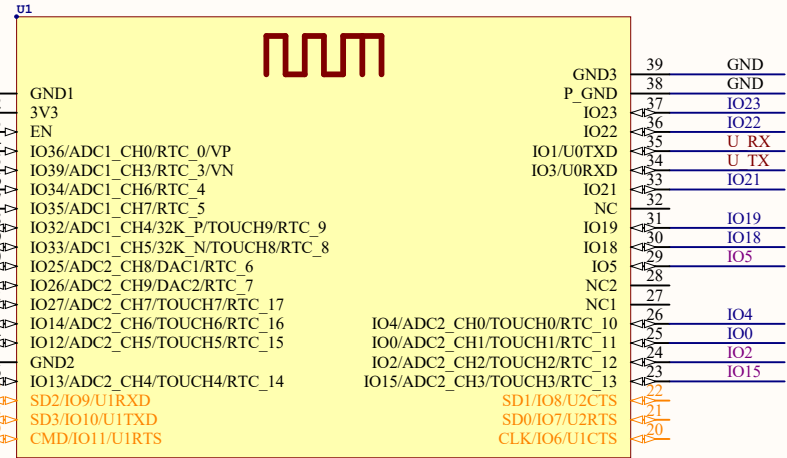 U1
GND1
3V3
EN
IO36/ADC1_CH0/RTC_0/VP
IO39/ADC1_CH3/RTC_3/VN
IO34/ADC1_CH6/RTC_4
IO35/ADC1_CH7/RTC_5
IO32/ADC1_CH4/32K_P/TOUCH9/RTC_9
IO33/ADC1_CH5/32K_N/TOUCH8/RTC_8
IO25/ADC2_CH8/DAC1/RTC_6
IO26/ADC2_CH9/DAC2/RTC_7
IO27/ADC2_CH7/TOUCH7/RTC_17
IO14/ADC2_CH6/TOUCH6/RTC_16
IO12/ADC2_CH5/TOUCH5/RTC_15
GND2
IO13/ADC2_CH4/TOUCH4/RTC_14
SD2/IO9/U1RXD
SD3/IO10/U1TXD
CMD/IO11/U1RTS
GND3 39 GND
P_GND 38 GND
IO23 37 IO23
IO22 36 IO22
IO1/U0TXD 35 U_RX
IO3/U0RXD 34 U_TX
IO21 33 IO21
NC 32
IO19 31 IO19
IO18 30 IO18
IO5 29 IO5
NC2 28
NC1 27
IO4/ADC2_CH0/TOUCH0/RTC_10 26 IO4
IO0/ADC2_CH1/TOUCH1/RTC_11 25 IO0
IO2/ADC2_CH2/TOUCH2/RTC_12 24 IO2
IO15/ADC2_CH3/TOUCH3/RTC_13 23 IO15
SD1/IO8/U2CTS 22
SD0/IO7/U2RTS 21
CLK/IO6/U1CTS 20